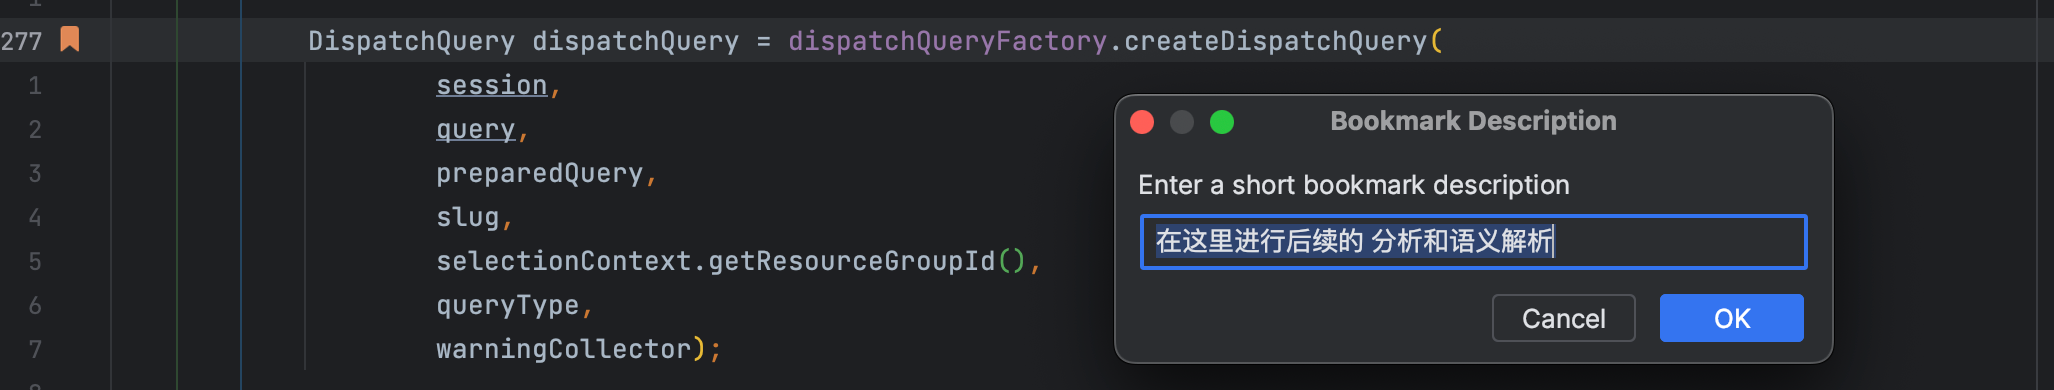 1
277 DispatchQuery dispatchQuery = dispatchQueryFactory.createDispatchQuery(
1 session,
2 query,
3 preparedQuery,
4 slug,
5 selectionContext.getResourceGroupId(),
6 queryType,
7 warningCollector);
Bookmark Description
Enter a short bookmark description
在这里进行后续的 分析和语义解析
Cancel OK